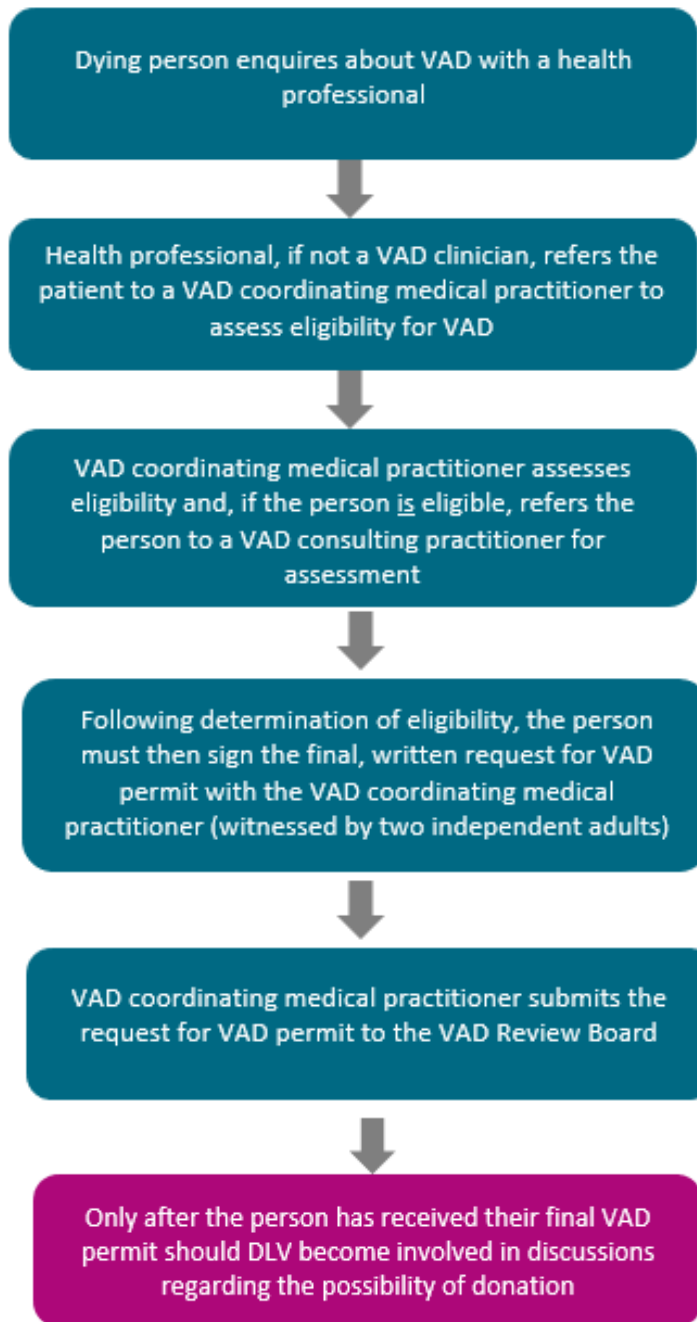 Dying person enquires about VAD with a health
professional
Health professional, if not a VAD clinician, refers the
patient to a VAD coordinating medical practitioner to
assess eligibility for VAD
VAD coordinating medical practitioner assesses
eligibility and, if the person is eligible, refers the
person to a VAD consulting practitioner for
assessment
Following determination of eligibility, the person
must then sign the final, written request for VAD
permit with the VAD coordinating medical
practitioner (witnessed by two independent adults)
VAD coordinating medical practitioner submits the
request for VAD permit to the VAD Review Board
Only after the person has received their final VAD
permit should DLV become involved in discussions
regarding the possibility of donation